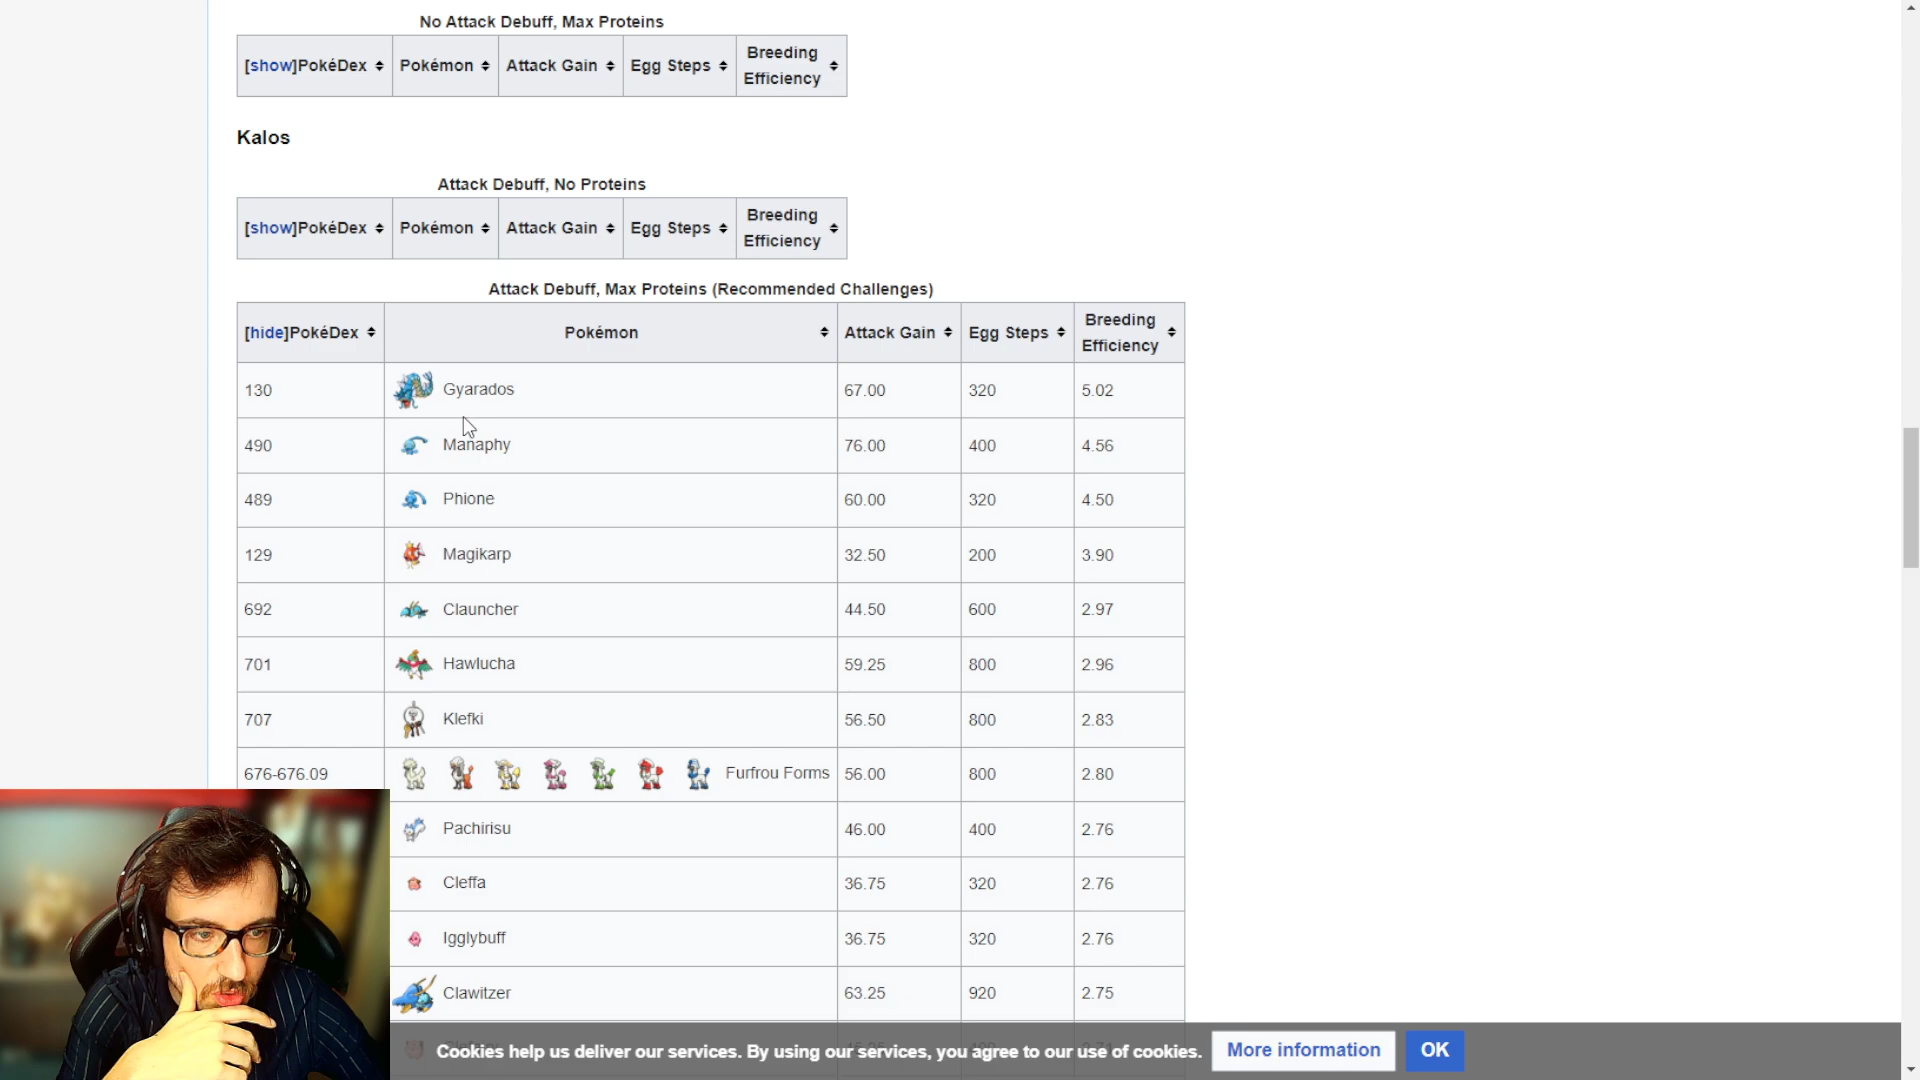 No Attack Debuff, Max Proteins
[show]PokéDex Pokémon Attack Gain Egg Steps Breeding Efficiency
Kalos
Attack Debuff, No Proteins
[show]PokéDex Pokémon Attack Gain Egg Steps Breeding Efficiency
Attack Debuff, Max Proteins (Recommended Challenges)
[hide]PokéDex Pokémon Attack Gain Egg Steps Breeding Efficiency
130 Gyarados 67.00 320 5.02
490 Manaphy 76.00 400 4.56
489 Phione 60.00 320 4.50
129 Magikarp 32.50 200 3.90
692 Clauncher 44.50 600 2.97
701 Hawlucha 59.25 800 2.96
707 Klefki 56.50 800 2.83
676-676.09 Furfrou Forms 56.00 800 2.80
Pachirisu 46.00 400 2.76
Cleffa 36.75 320 2.76
Igglybuff 36.75 320 2.76
Clawitzer 63.25 920 2.75
Cookies help us deliver our services. By using our services, you agree to our use of cookies. More information OK